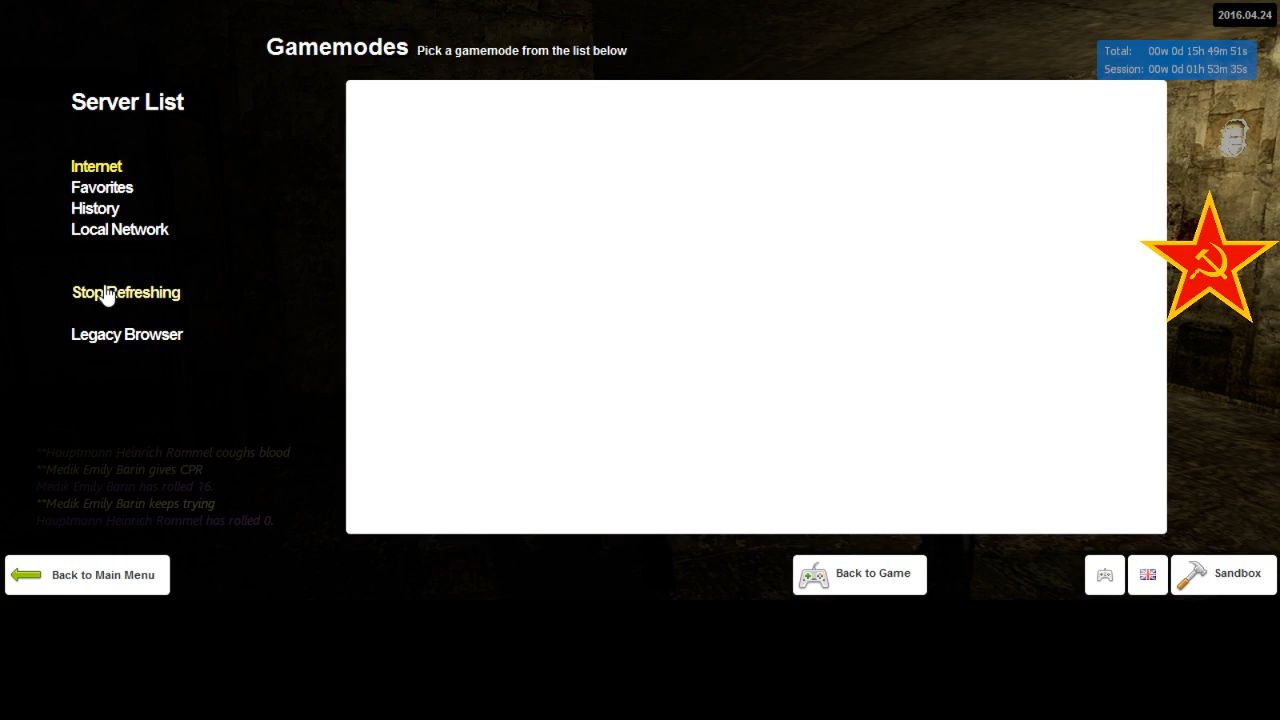 2016.04.24
Gamemodes Pick a gamemode from the list below
Total: 00w 0d 15h 49m 51s
Session: 00w 0d 01h 53m 35s
Server List
Internet
Favorites
History
Local Network
Stop Refreshing
Legacy Browser
**Hauptmann Heinrich Rommel coughs blood
**Medik Emily Barin gives CPR
Medik Emily Barin has rolled 16.
**Medik Emily Barin keeps trying
Hauptmann Heinrich Rommel has rolled 0.
Back to Main Menu
Back to Game
Sandbox